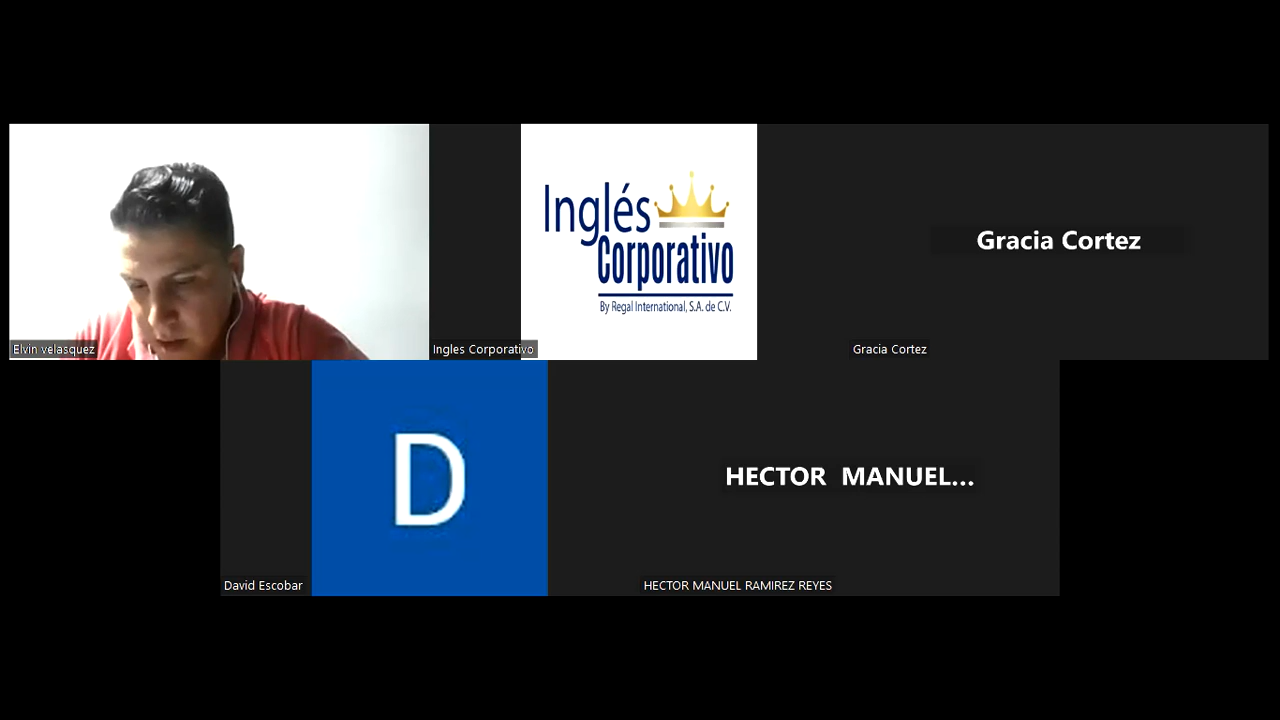 Elvin velasquez
Inglés
Corporativo
By Regal International, S.A. de C.V.
Ingles Corporativo
Gracia Cortez
Gracia Cortez
D
David Escobar
HECTOR MANUEL...
HECTOR MANUEL RAMIREZ REYES